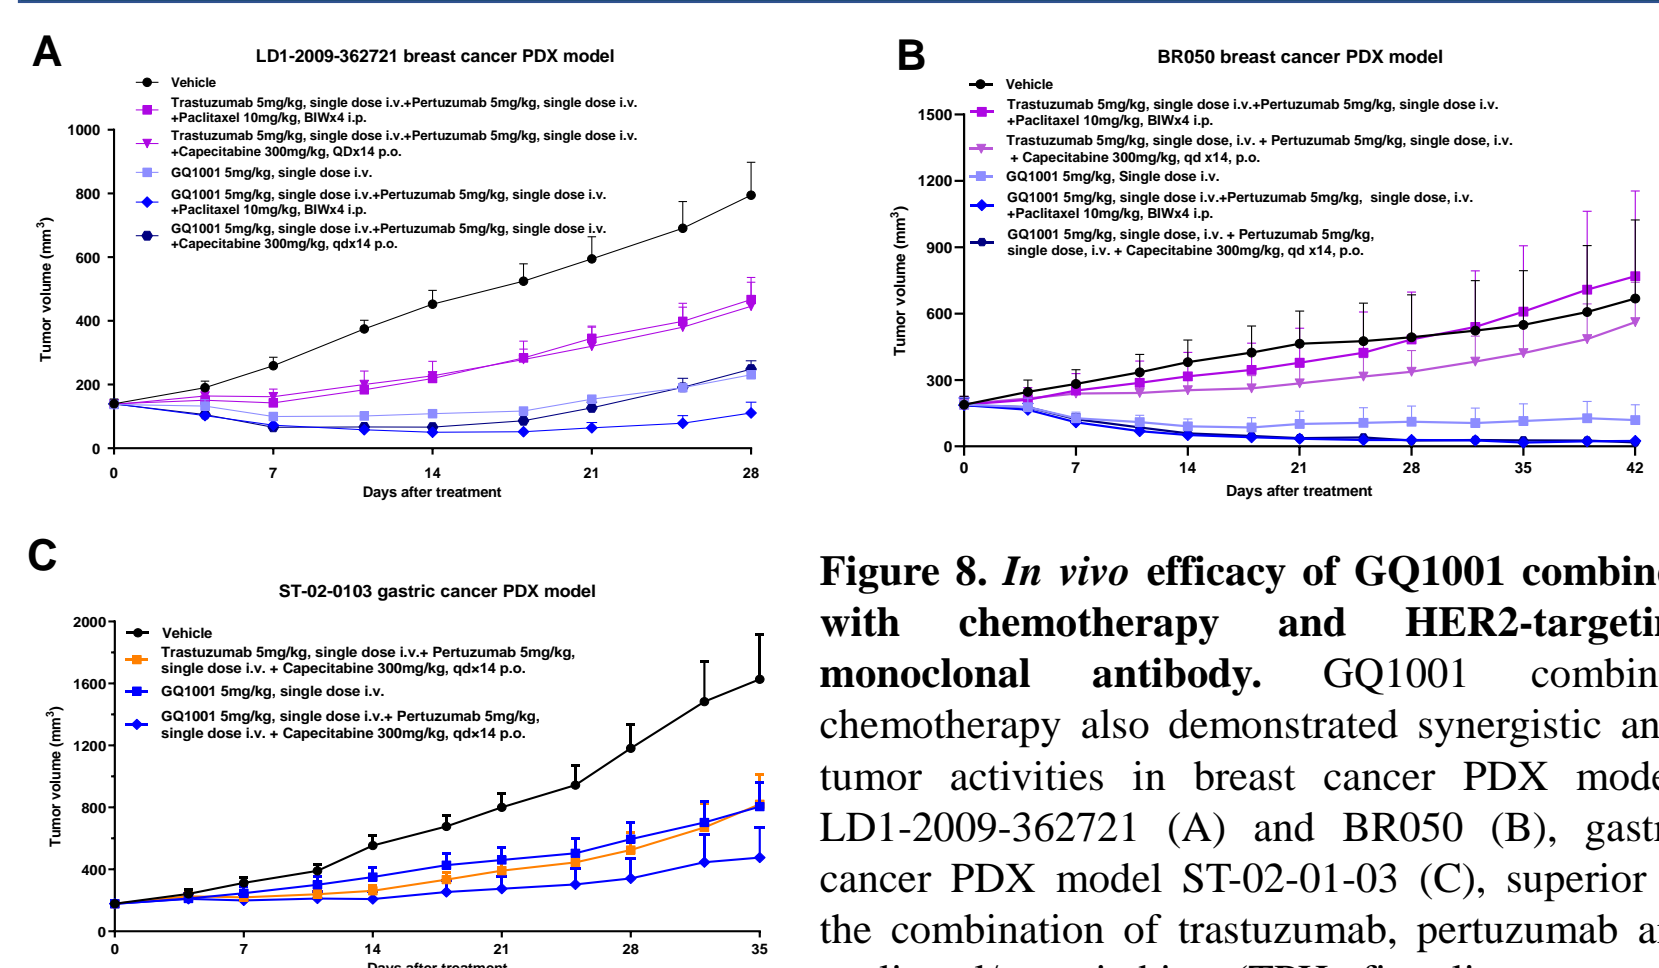 A
LD1-2009-362721 breast cancer PDX model
Vehicle
Trastuzumab 5mg/kg, single dose i.v.+Pertuzumab 5mg/kg, single dose i.v.
+Paclitaxel 10mg/kg, BIWx4 i.p.
Trastuzumab 5mg/kg, single dose i.v.+Pertuzumab 5mg/kg, single dose i.v.
+Capecitabine 300mg/kg, QDx14 p.o.
GQ1001 5mg/kg, single dose i.v.
GQ1001 5mg/kg, single dose i.v.+Pertuzumab 5mg/kg, single dose i.v.
+Paclitaxel 10mg/kg, BIWx4 i.p.
GQ1001 5mg/kg, single dose i.v.+Pertuzumab 5mg/kg, single dose i.v.
+Capecitabine 300mg/kg, qdx14 p.o.
1000
800
600
400
200
0
Tumor volume (mm³)
0 7 14 21 28
Days after treatment
B
BR050 breast cancer PDX model
Vehicle
Trastuzumab 5mg/kg, single dose i.v.+Pertuzumab 5mg/kg, single dose i.v.
+Paclitaxel 10mg/kg, BIWx4 i.p.
Trastuzumab 5mg/kg, single dose, i.v. + Pertuzumab 5mg/kg, single dose, i.v.
+ Capecitabine 300mg/kg, qd x14, p.o.
GQ1001 5mg/kg, Single dose i.v.
GQ1001 5mg/kg, single dose i.v.+Pertuzumab 5mg/kg, single dose, i.v.
+Paclitaxel 10mg/kg, BIWx4 i.p.
GQ1001 5mg/kg, single dose, i.v. + Pertuzumab 5mg/kg,
single dose, i.v. + Capecitabine 300mg/kg, qd x14, p.o.
1500
1200
900
600
300
0
Tumor volume (mm³)
0 7 14 21 28 35 42
Days after treatment
C
ST-02-0103 gastric cancer PDX model
Vehicle
Trastuzumab 5mg/kg, single dose i.v.+ Pertuzumab 5mg/kg,
single dose i.v. + Capecitabine 300mg/kg, qd×14 p.o.
GQ1001 5mg/kg, single dose i.v.
GQ1001 5mg/kg, single dose i.v.+ Pertuzumab 5mg/kg,
single dose i.v. + Capecitabine 300mg/kg, qd×14 p.o.
2000
1600
1200
800
400
0
Tumor volume (mm³)
0 7 14 21 28 35
Days after treatment
Figure 8. In vivo efficacy of GQ1001 combine
with chemotherapy and HER2-targetin
monoclonal antibody. GQ1001 combin
chemotherapy also demonstrated synergistic an
tumor activities in breast cancer PDX mode
LD1-2009-362721 (A) and BR050 (B), gastr
cancer PDX model ST-02-01-03 (C), superior
the combination of trastuzumab, pertuzumab a